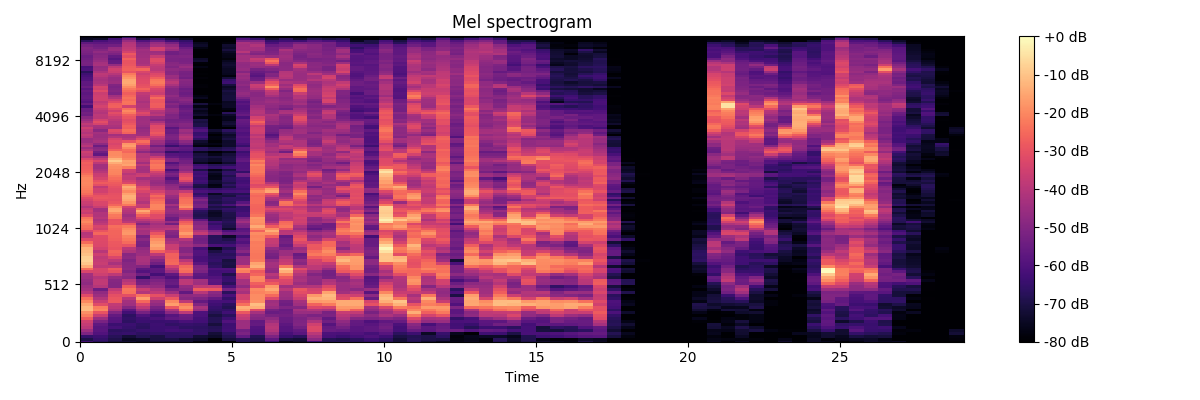 Mel spectrogram
Hz
8192
4096
2048
1024
512
0
0 5 10 15 20 25
Time
+0 dB
-10 dB
-20 dB
-30 dB
-40 dB
-50 dB
-60 dB
-70 dB
-80 dB